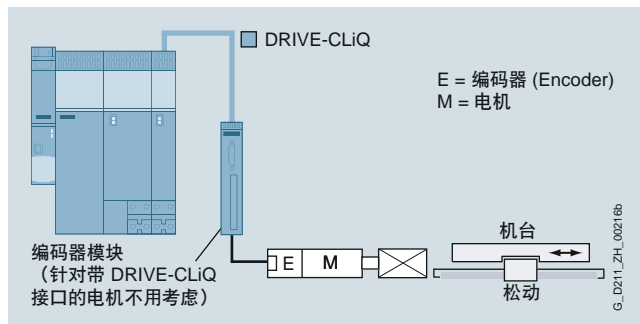 DRIVE-CLiQ
E = 编码器 (Encoder)
M = 电机
编码器模块
（针对带 DRIVE-CLiQ
接口的电机不用考虑）
E
M
机台
松动
G_D211_ZH_00216b